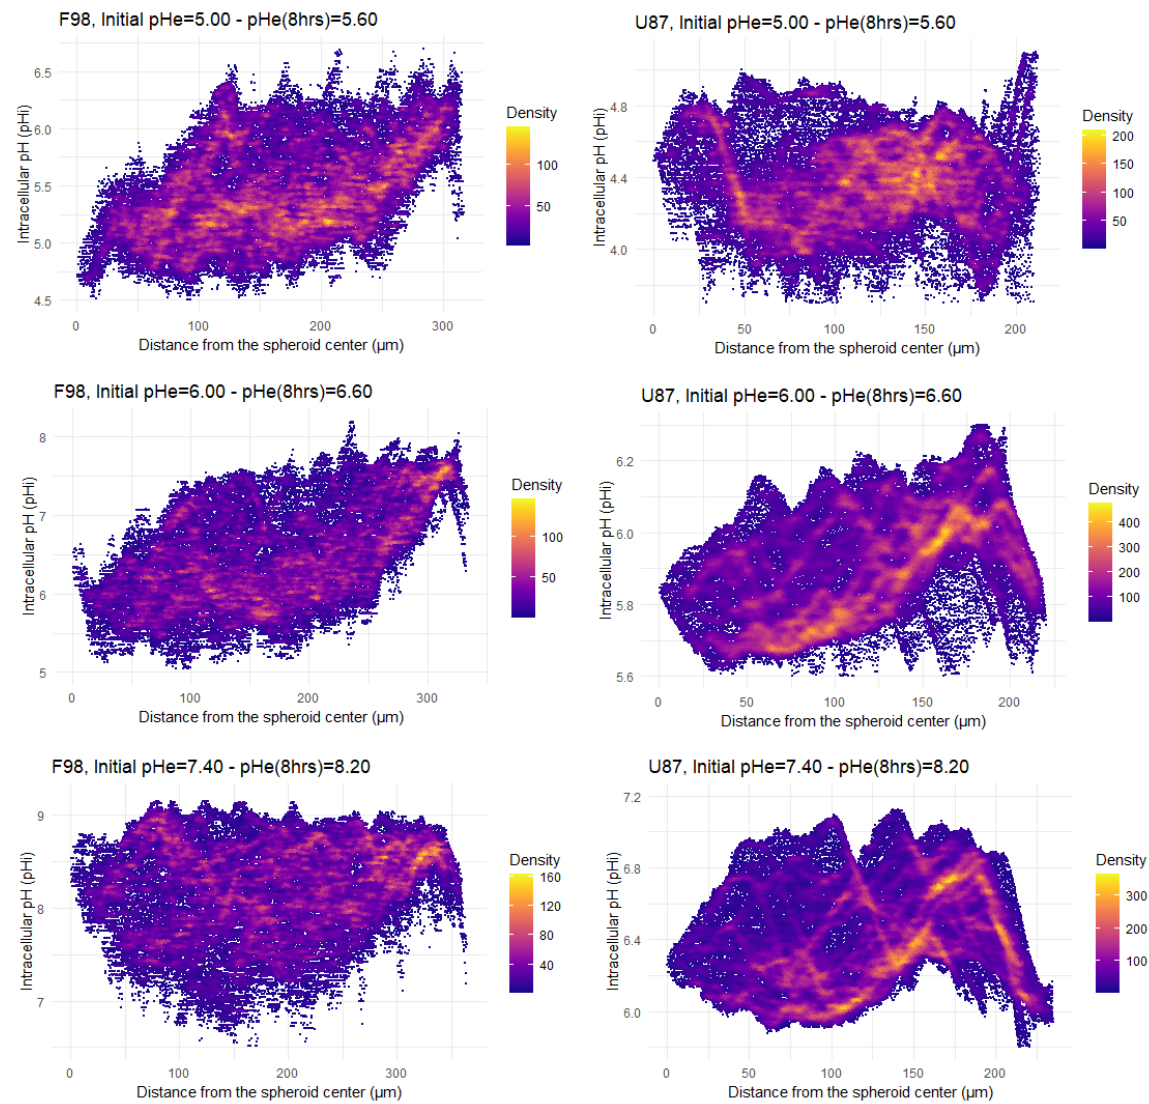 F98, Initial pHe=5.00 - pHe(8hrs)=5.60
Intracellular pH (pHi)
6.5
6.0
5.5
5.0
4.5
0 100 200 300
Distance from the spheroid center (µm)
Density
100
50
U87, Initial pHe=5.00 - pHe(8hrs)=5.60
Intracellular pH (pHi)
4.8
4.4
4.0
0 50 100 150 200
Distance from the spheroid center (µm)
Density
200
150
100
50
F98, Initial pHe=6.00 - pHe(8hrs)=6.60
Intracellular pH (pHi)
8
7
6
5
0 100 200 300
Distance from the spheroid center (µm)
Density
100
50
U87, Initial pHe=6.00 - pHe(8hrs)=6.60
Intracellular pH (pHi)
6.2
6.0
5.8
5.6
0 50 100 150 200
Distance from the spheroid center (µm)
Density
400
300
200
100
F98, Initial pHe=7.40 - pHe(8hrs)=8.20
Intracellular pH (pHi)
9
8
7
0 100 200 300
Distance from the spheroid center (µm)
Density
160
120
80
40
U87, Initial pHe=7.40 - pHe(8hrs)=8.20
Intracellular pH (pHi)
7.2
6.8
6.4
6.0
0 50 100 150 200
Distance from the spheroid center (µm)
Density
300
200
100